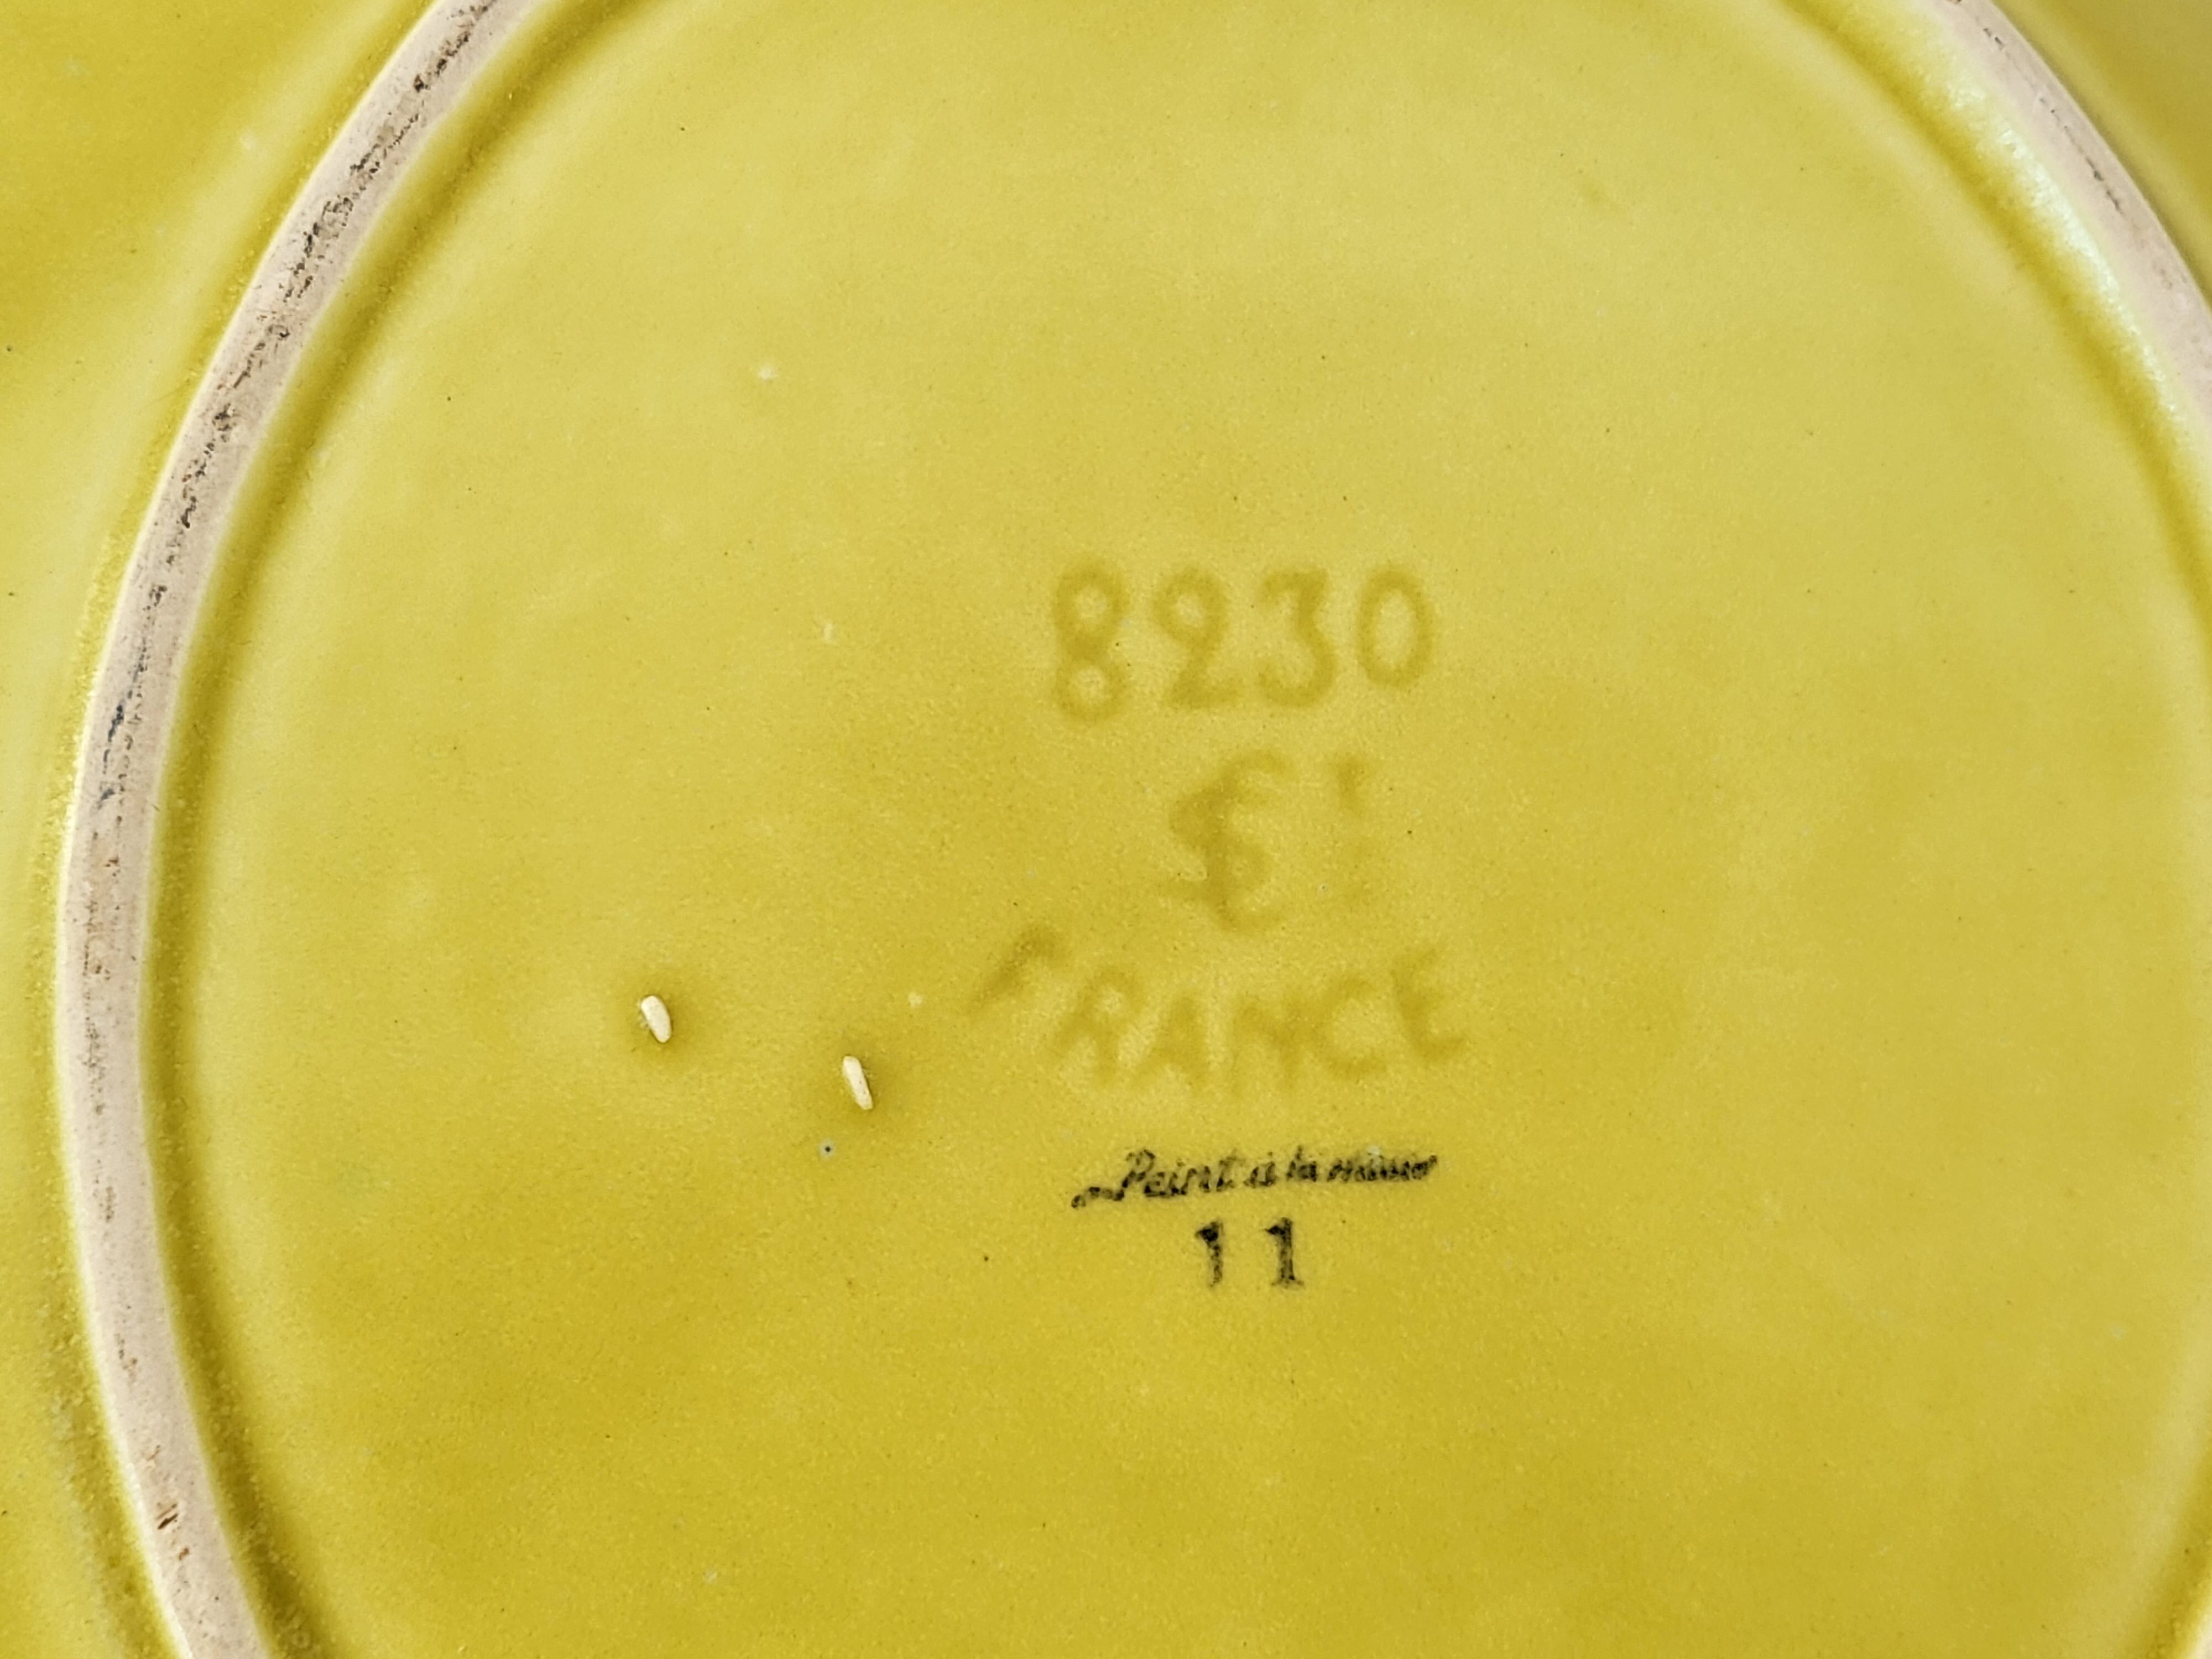 8230
FRANCE
Peint à la main
11